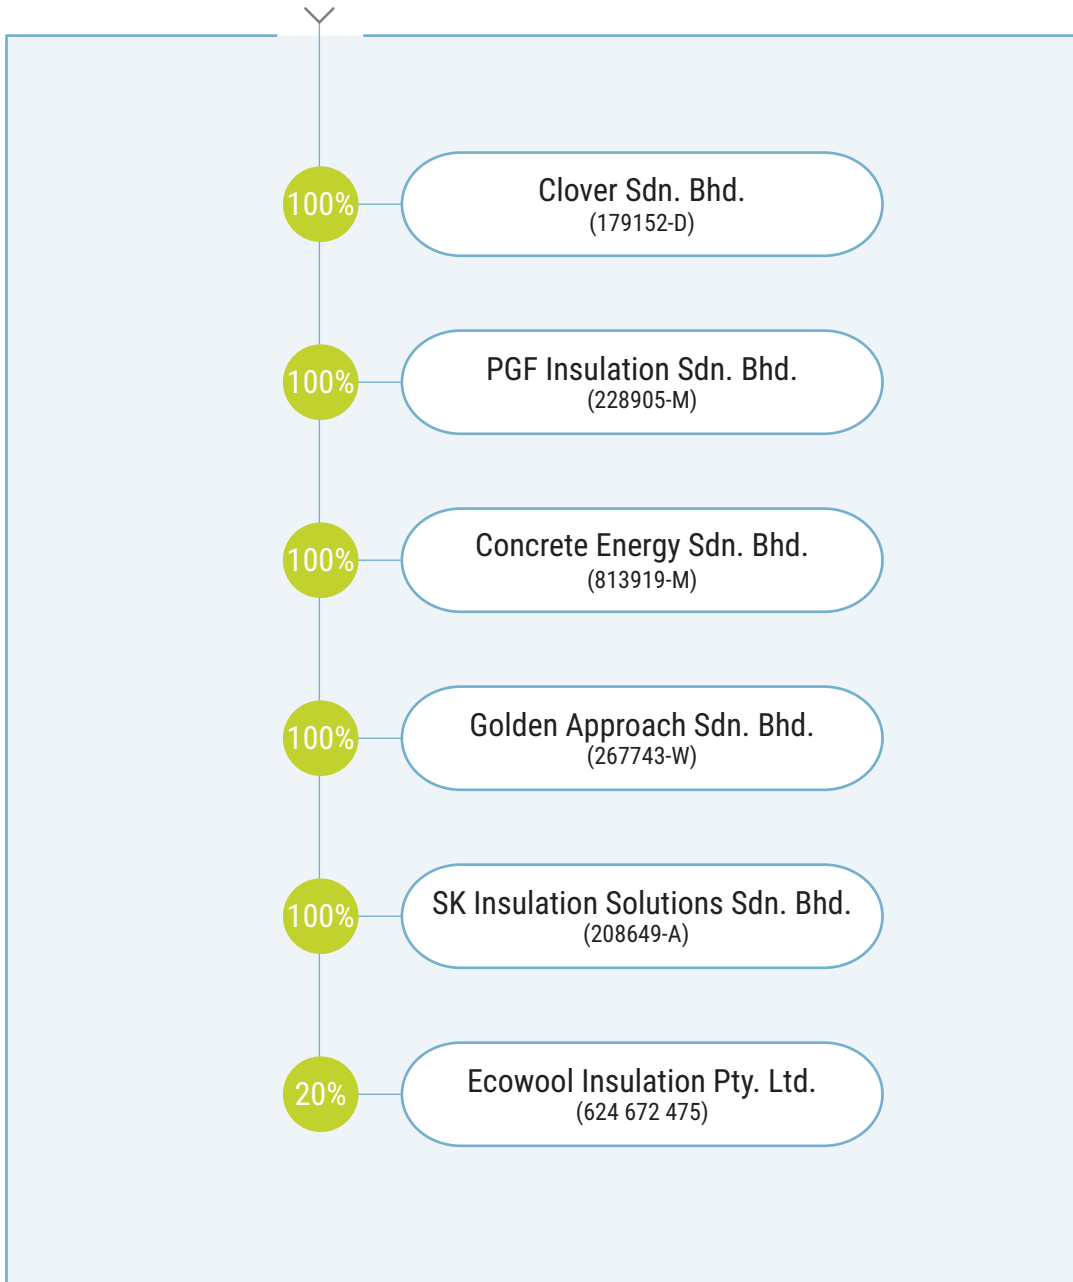 100%
Clover Sdn. Bhd.
(179152-D)
100%
PGF Insulation Sdn. Bhd.
(228905-M)
100%
Concrete Energy Sdn. Bhd.
(813919-M)
100%
Golden Approach Sdn. Bhd.
(267743-W)
100%
SK Insulation Solutions Sdn. Bhd.
(208649-A)
20%
Ecowool Insulation Pty. Ltd.
(624 672 475)